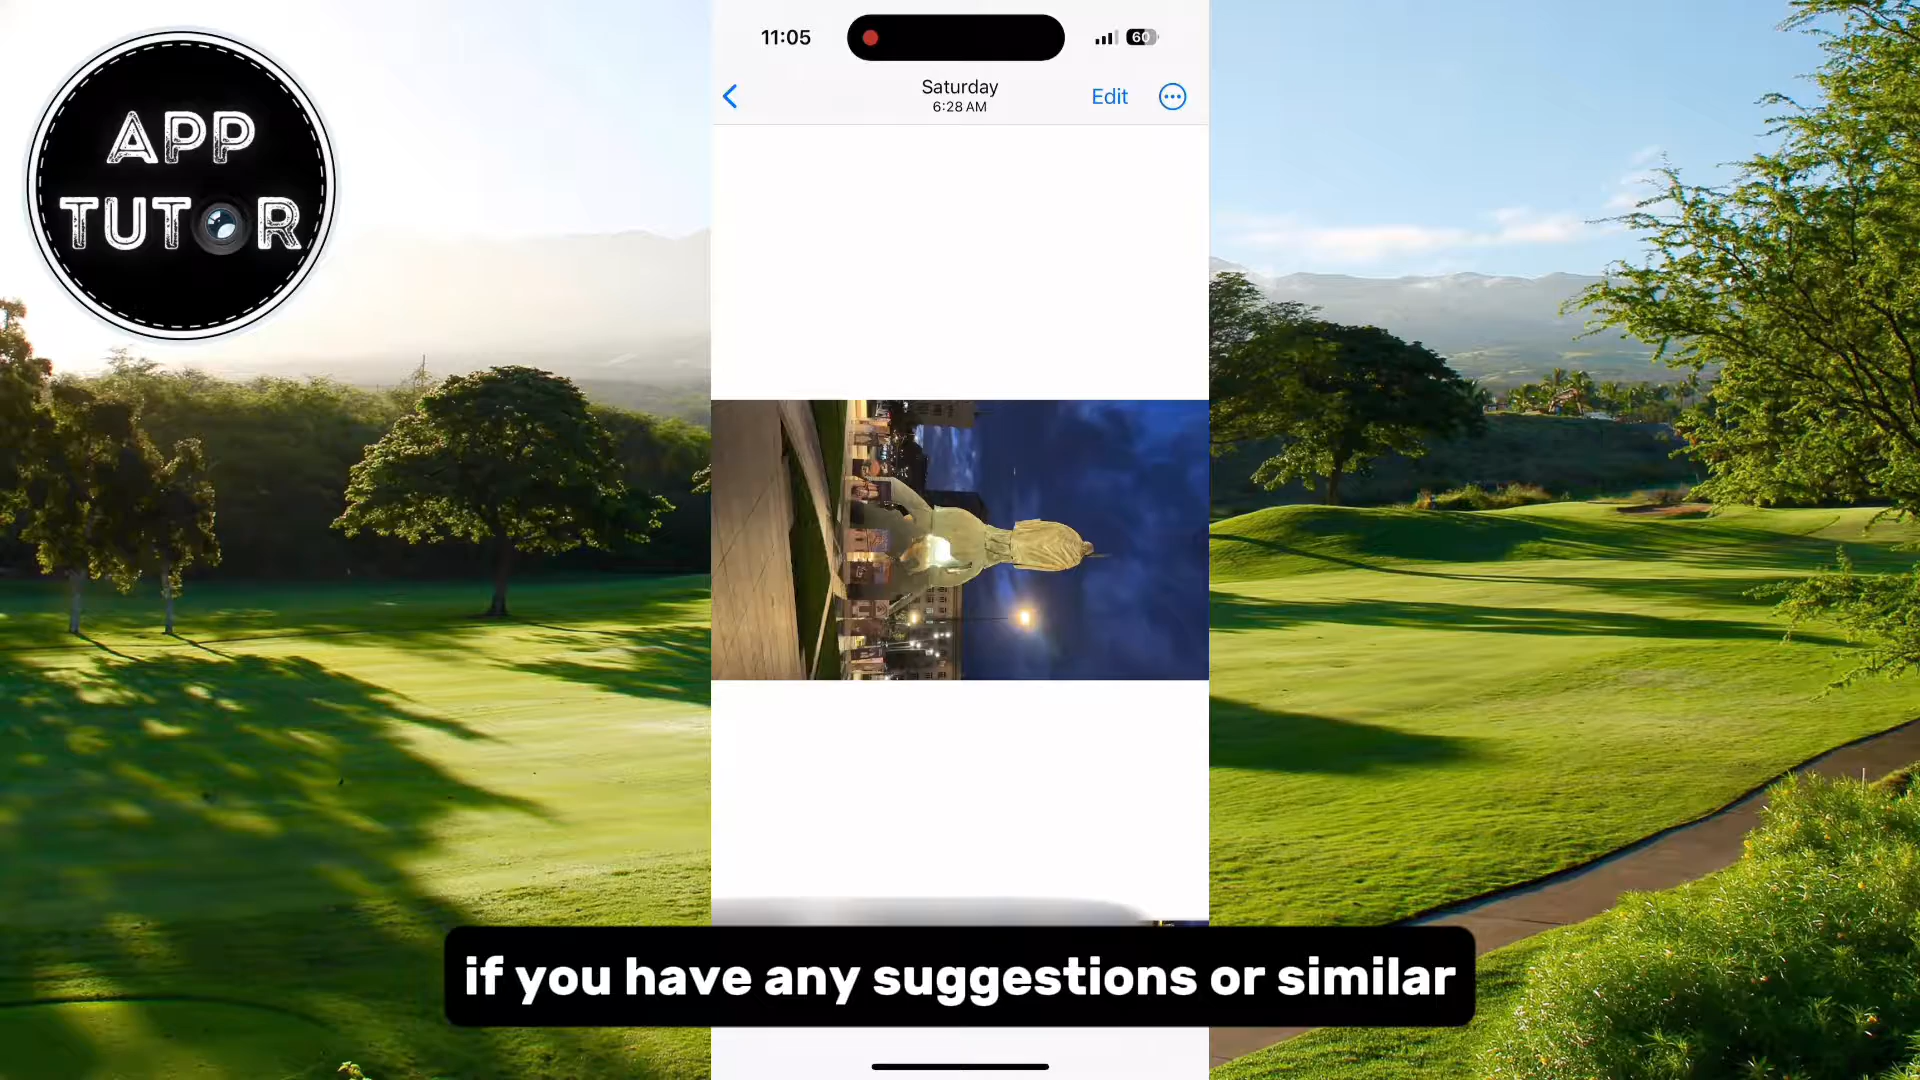 APP
TUTOR
11:05
60
Saturday
6:28 AM
Edit
if you have any suggestions or similar